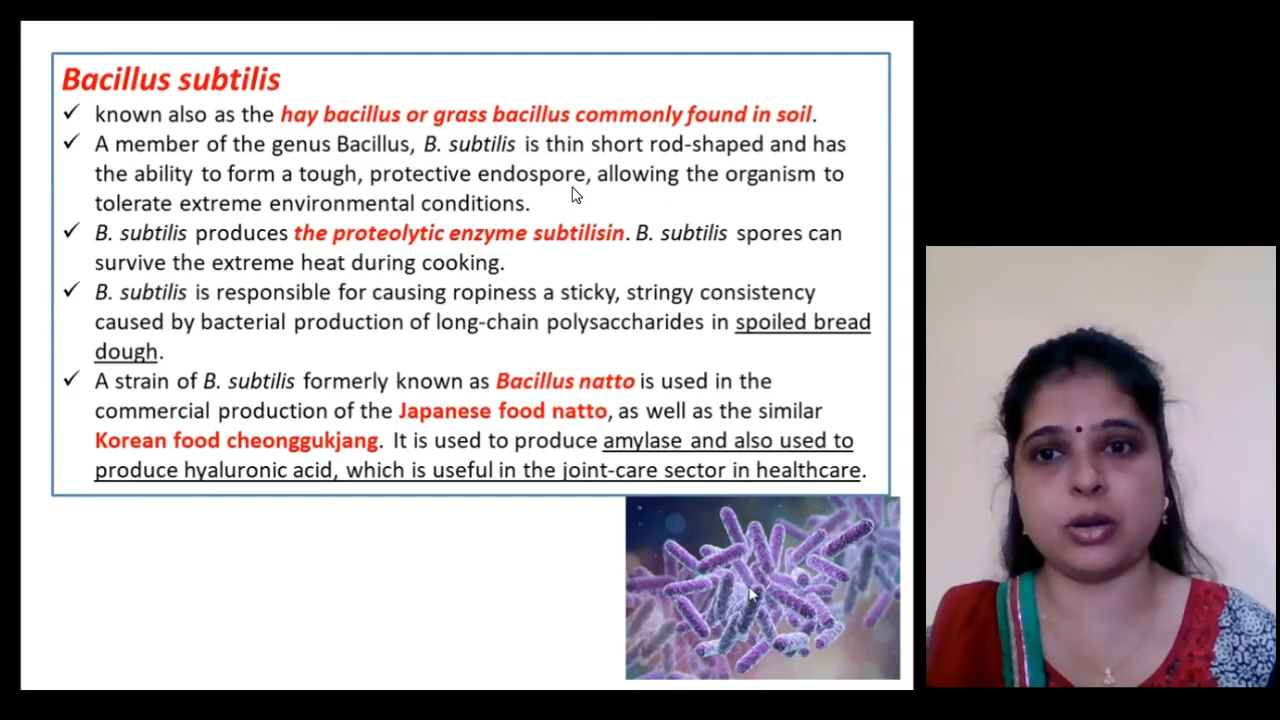 Bacillus subtilis
✓ known also as the hay bacillus or grass bacillus commonly found in soil.
✓ A member of the genus Bacillus, B. subtilis is thin short rod-shaped and has
the ability to form a tough, protective endospore, allowing the organism to
tolerate extreme environmental conditions.
✓ B. subtilis produces the proteolytic enzyme subtilisin. B. subtilis spores can
survive the extreme heat during cooking.
✓ B. subtilis is responsible for causing ropiness a sticky, stringy consistency
caused by bacterial production of long-chain polysaccharides in spoiled bread
dough.
✓ A strain of B. subtilis formerly known as Bacillus natto is used in the
commercial production of the Japanese food natto, as well as the similar
Korean food cheonggukjang. It is used to produce amylase and also used to
produce hyaluronic acid, which is useful in the joint-care sector in healthcare.